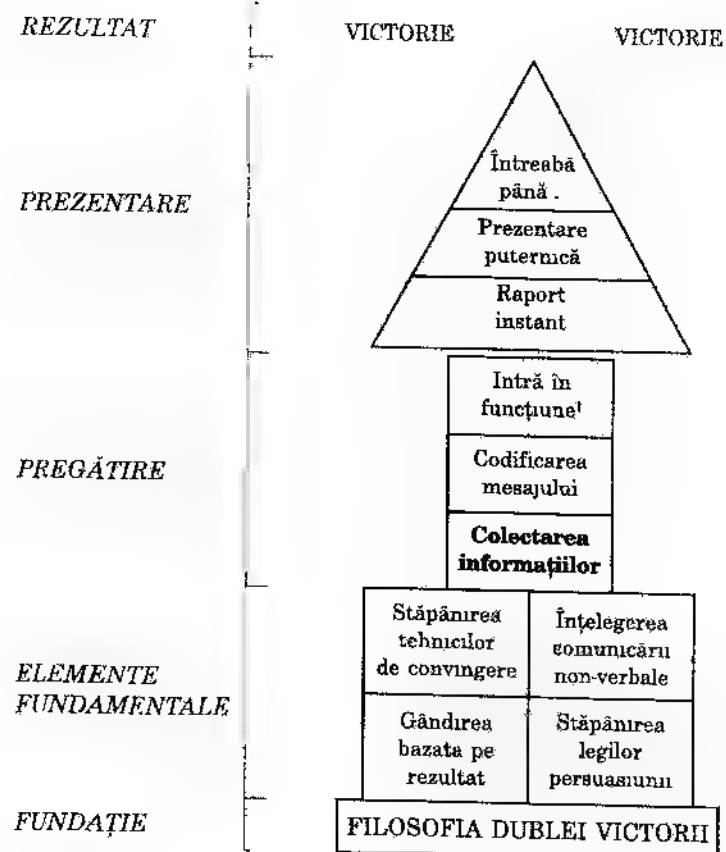 REZULTAT
VICTORIE VICTORIE
PREZENTARE
Întreabă
până .
Prezentare
puternică
Raport
instant
PREGĂTIRE
Intră în
funcțiune!
Codificarea
mesajului
Colectarea
informațiilor
ELEMENTE
FUNDAMENTALE
Stăpânirea
tehnicilor
de convingere
Înțelegerea
comunicării
non-verbale
Gândirea
bazata pe
rezultat
Stăpânirea
legilor
persuasiunii
FUNDAȚIE
FILOSOFIA DUBLEI VICTORII